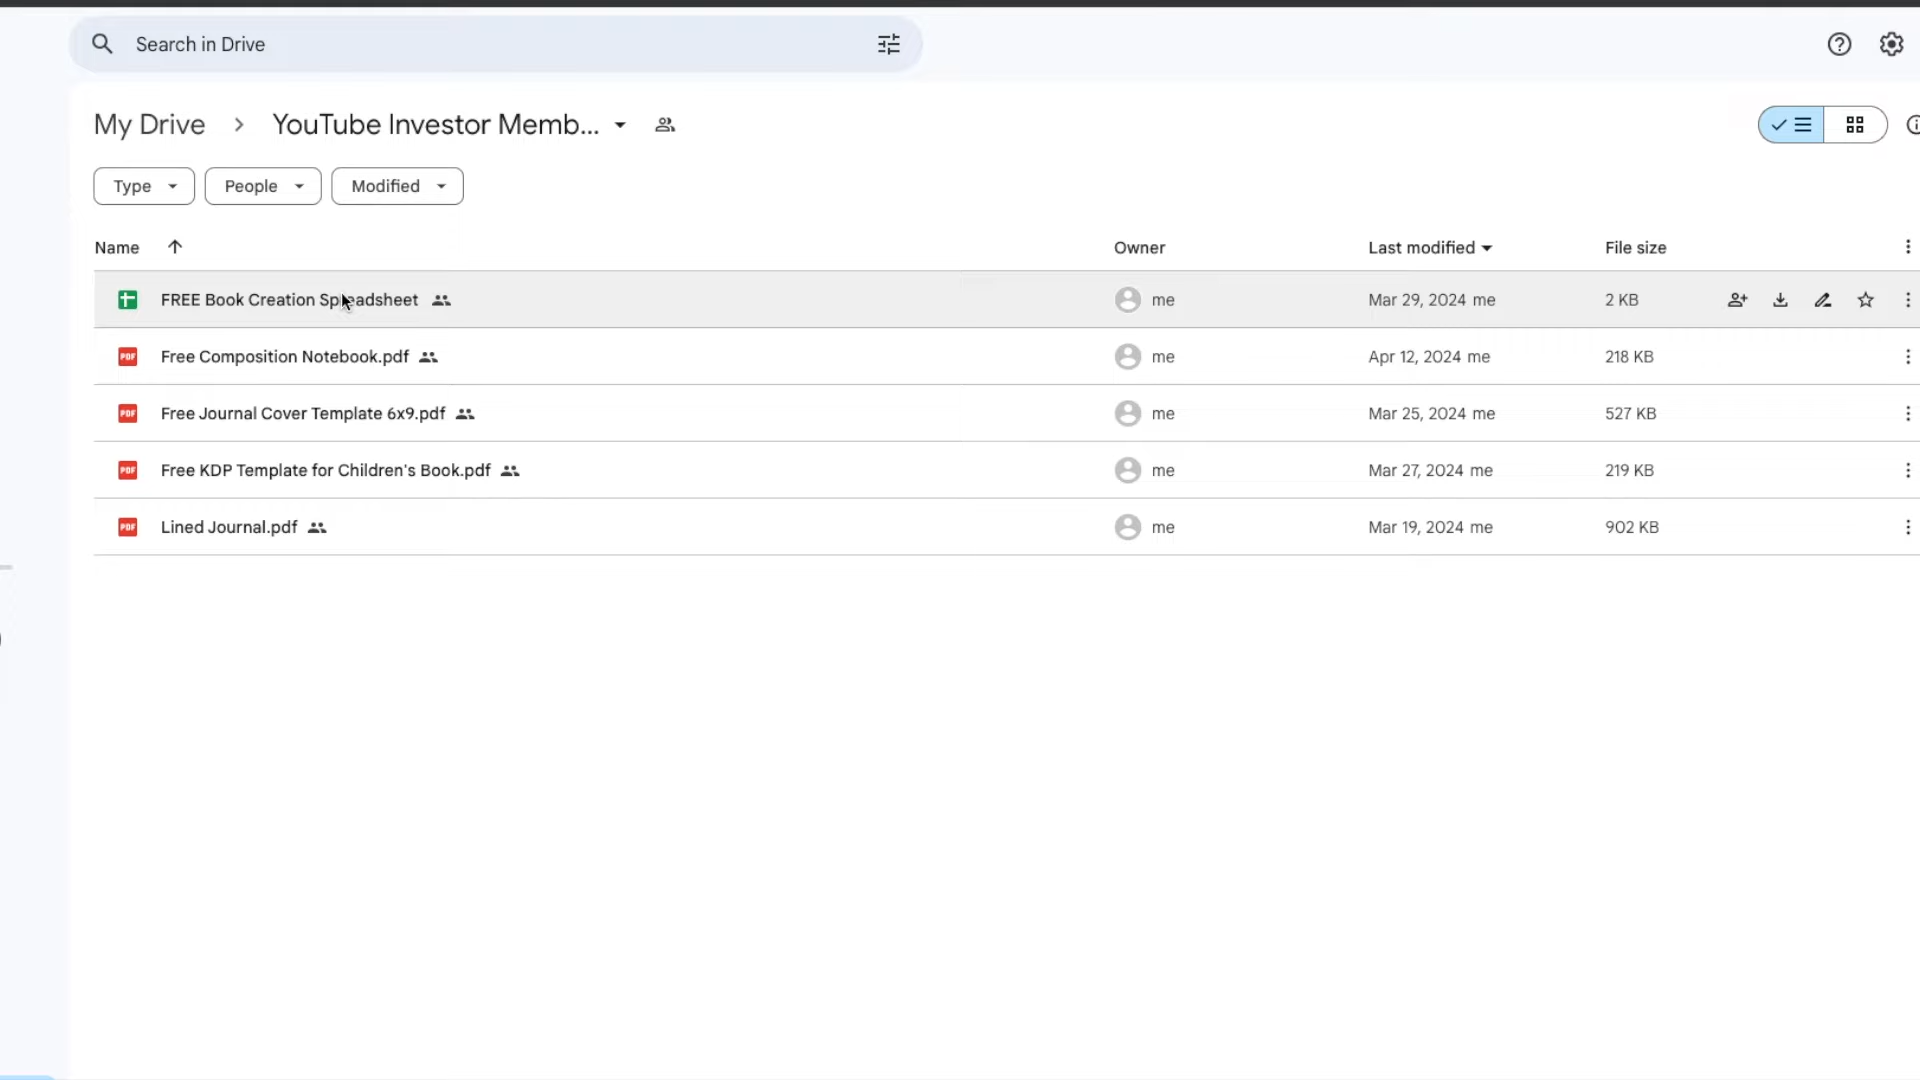 Search in Drive
My Drive > YouTube Investor Memb...
Type People Modified
Name Owner Last modified File size
FREE Book Creation Spreadsheet me Mar 29, 2024 me 2 KB
PDF Free Composition Notebook.pdf me Apr 12, 2024 me 218 KB
PDF Free Journal Cover Template 6x9.pdf me Mar 25, 2024 me 527 KB
PDF Free KDP Template for Children's Book.pdf me Mar 27, 2024 me 219 KB
PDF Lined Journal.pdf me Mar 19, 2024 me 902 KB